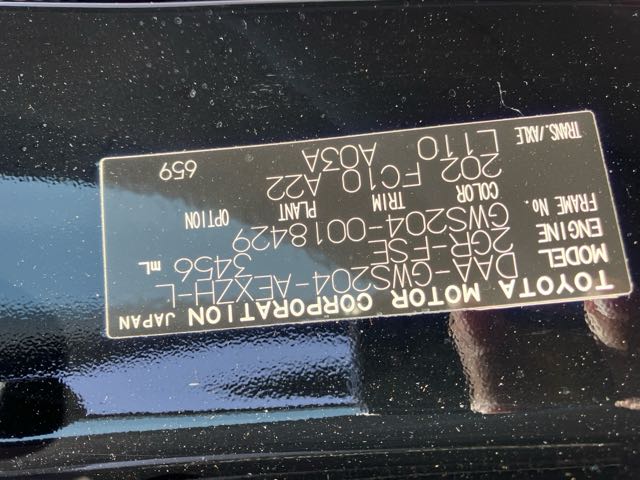 TOYOTA MOTOR CORPORATION JAPAN
MODEL DAA-GWS204-AEXZH-L
ENGINE 2GR-FSE 3456 mL
FRAME No. GWS204-0018429
COLOR TRIM PLANT OPTION
202 FC10 A22
TRANS./AXLE L110 A03A
659